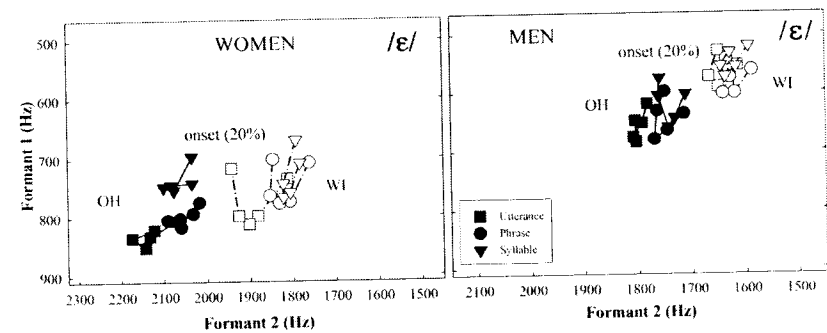 WOMEN
/ɛ/
500
600
700
800
900
Formant 1 (Hz)
onset (20%)
OH
WI
2300 2200 2100 2000 1900 1800 1700 1600 1500
Formant 2 (Hz)
MEN
/ɛ/
onset (20%)
OH
WI
Utterance
Phrase
Syllable
2100 2000 1900 1800 1700 1600 1500
Formant 2 (Hz)